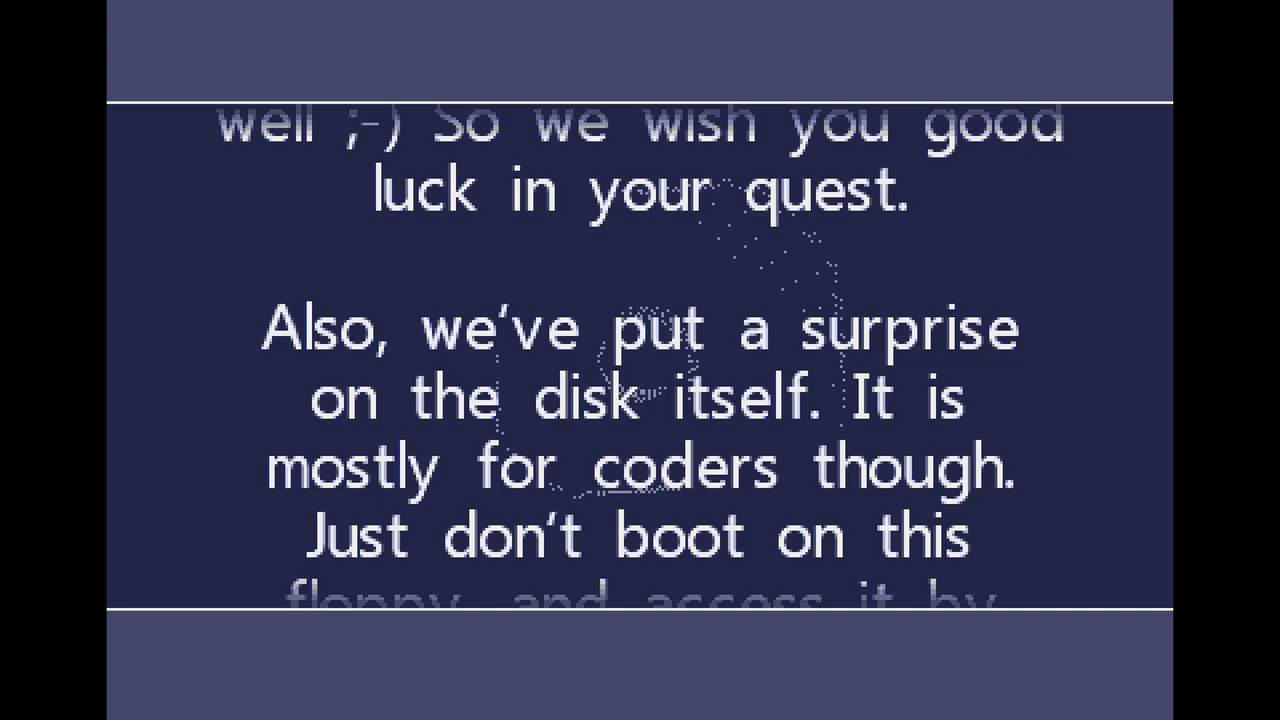 well ;-) So we wish you good
luck in your quest.
Also, we've put a surprise
on the disk itself. It is
mostly for coders though.
Just don't boot on this
floppy, and access it by